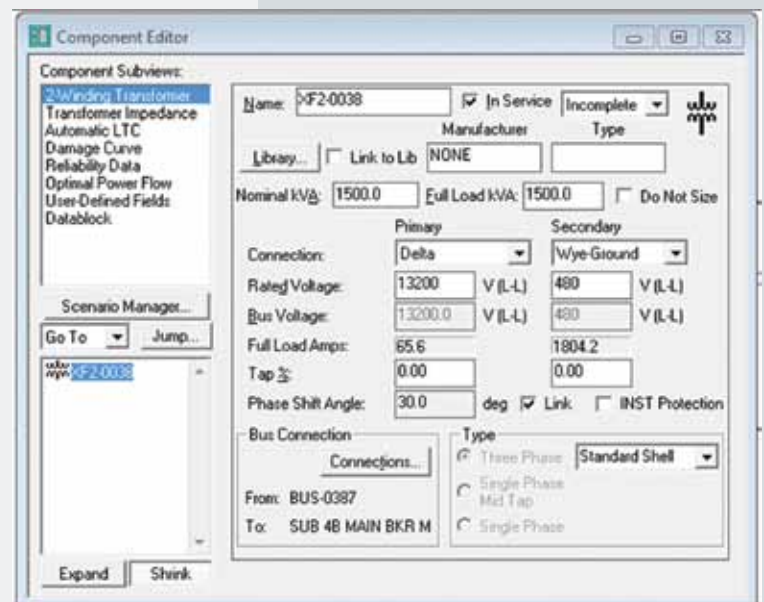 Component Editor
Component Subviews:
2-Winding Transformer
Transformer Impedance
Automatic LTC
Damage Curve
Reliability Data
Optimal Power Flow
User-Defined Fields
Datablock
Scenario Manager...
Go To Jump...
XF2-0038
Expand Shrink
Name: XF2-0038 In Service Incomplete
Manufacturer Type
Library... Link to Lib NONE
Nominal kVA: 1500.0 Full Load kVA: 1500.0 Do Not Size
Primary Secondary
Connection: Delta Wye-Ground
Rated Voltage: 13200 V (L-L) 480 V (L-L)
Bus Voltage: 13200.0 V (L-L) 480 V (L-L)
Full Load Amps: 65.6 1804.2
Tap %: 0.00 0.00
Phase Shift Angle: 30.0 deg Link INST Protection
Bus Connection
Connections...
From: BUS-0387
To: SUB 4B MAIN BKR M
Type
Three Phase Standard Shell
Single Phase
Mid Tap
Single Phase